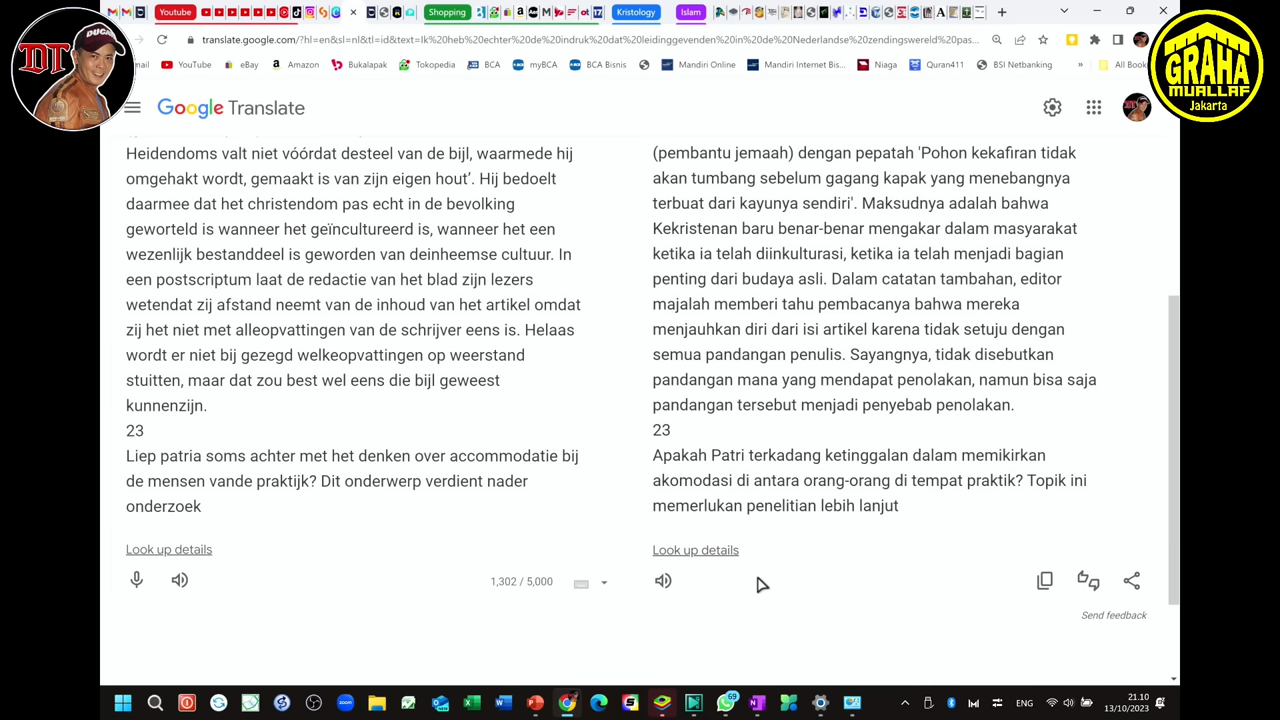 Youtube
Shopping
Kristology
Islam
translate.google.com/?hl=en&sl=nl&tl=id&text=Ik%20heb%20echter%20de%20indruk%20dat%20leidinggevenden%20in%20de%20Nederlandse%20zendingswereld%20pas...
mail
YouTube
eBay
Amazon
Bukalapak
Tokopedia
BCA
myBCA
BCA Bisnis
Mandiri Online
Mandiri Internet Bis...
Niaga
Quran411
BSI Netbanking
»
All Book
DT
DUCA
GRAHA
MUALLAF
Jakarta
Google Translate
Heidendoms valt niet vóórdat desteel van de bijl, waarmede hij
omgehakt wordt, gemaakt is van zijn eigen hout'. Hij bedoelt
daarmee dat het christendom pas echt in de bevolking
geworteld is wanneer het geïncultureerd is, wanneer het een
wezenlijk bestanddeel is geworden van deinheemse cultuur. In
een postscriptum laat de redactie van het blad zijn lezers
wetendat zij afstand neemt van de inhoud van het artikel omdat
zij het niet met alleopvattingen van de schrijver eens is. Helaas
wordt er niet bij gezegd welkeopvattingen op weerstand
stuitten, maar dat zou best wel eens die bijl geweest
kunnenzijn.
23
Liep patria soms achter met het denken over accommodatie bij
de mensen vande praktijk? Dit onderwerp verdient nader
onderzoek
Look up details
1,302 / 5,000
(pembantu jemaah) dengan pepatah 'Pohon kekafiran tidak
akan tumbang sebelum gagang kapak yang menebangnya
terbuat dari kayunya sendiri'. Maksudnya adalah bahwa
Kekristenan baru benar-benar mengakar dalam masyarakat
ketika ia telah diinkulturasi, ketika ia telah menjadi bagian
penting dari budaya asli. Dalam catatan tambahan, editor
majalah memberi tahu pembacanya bahwa mereka
menjauhkan diri dari isi artikel karena tidak setuju dengan
semua pandangan penulis. Sayangnya, tidak disebutkan
pandangan mana yang mendapat penolakan, namun bisa saja
pandangan tersebut menjadi penyebab penolakan.
23
Apakah Patri terkadang ketinggalan dalam memikirkan
akomodasi di antara orang-orang di tempat praktik? Topik ini
memerlukan penelitian lebih lanjut
Look up details
Send feedback
69
ENG
21.10
13/10/2023